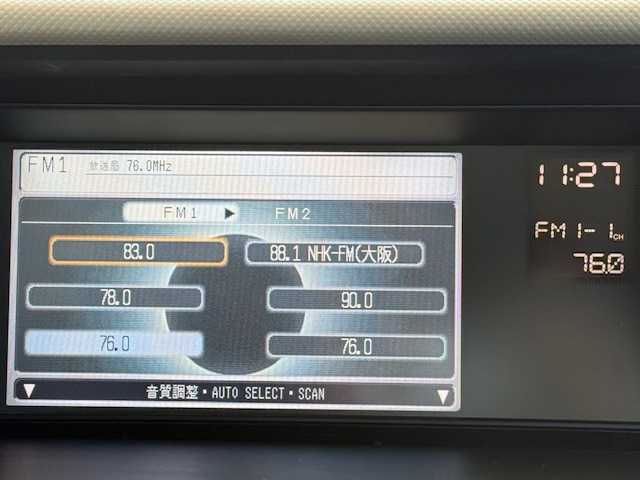 FM1 放送局 76.0MHz
FM1 ▶ FM2
83.0 88.1 NHK-FM(大阪)
78.0 90.0
76.0 76.0
▼ 音質調整・AUTO SELECT・SCAN ▼
11:27
FM1-1CH
76.0